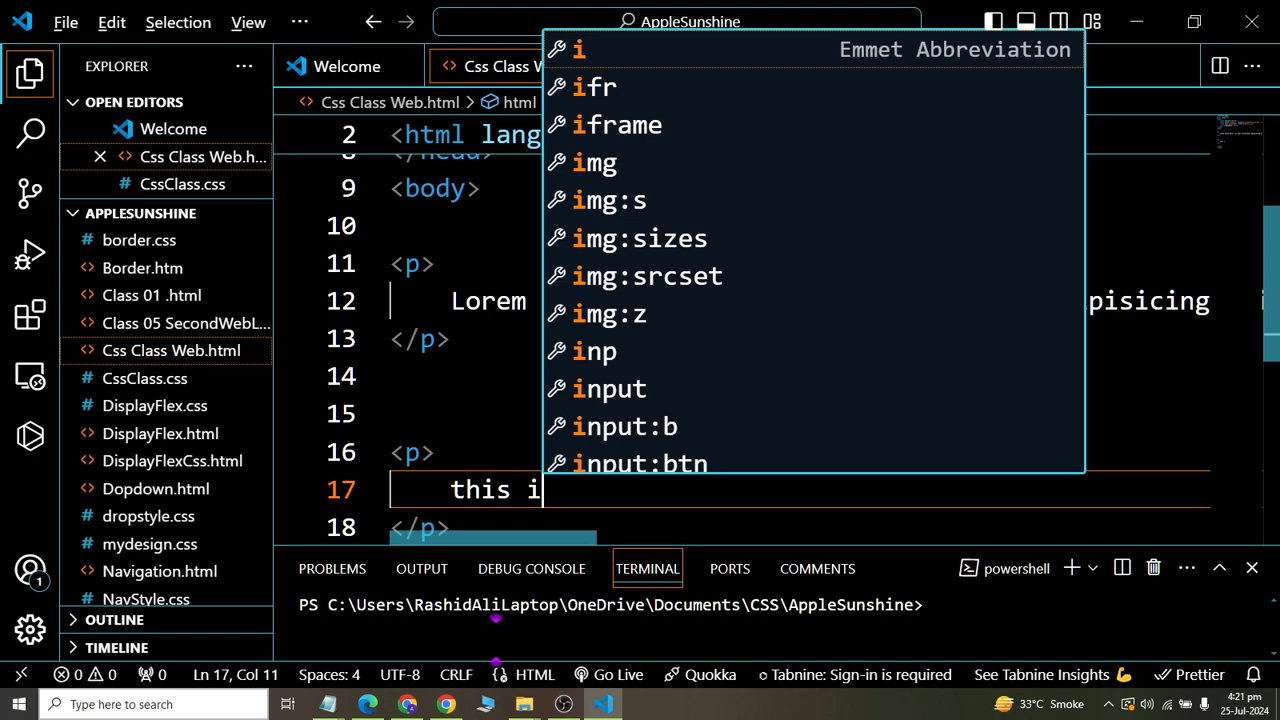 File Edit Selection View ··· AppleSunshine
EXPLORER ···
OPEN EDITORS
Welcome
Css Class Web.h...
CssClass.css
APPLESUNSHINE
border.css
Border.htm
Class 01 .html
Class 05 SecondWebL...
Css Class Web.html
CssClass.css
DisplayFlex.css
DisplayFlex.html
DisplayFlexCss.html
Dopdown.html
dropstyle.css
mydesign.css
Navigation.html
NavStyle.css
OUTLINE
TIMELINE
1
Welcome Css Class W
Css Class Web.html > html
2 <html lang
8 </head>
9 <body>
10
11 <p>
12 Lorem pisicing
13 </p>
14
15
16 <p>
17 this i
18 </p>
i Emmet Abbreviation
ifr
iframe
img
img:s
img:sizes
img:srcset
img:z
inp
input
input:b
input:btn
PROBLEMS OUTPUT DEBUG CONSOLE TERMINAL PORTS COMMENTS powershell ···
PS C:\Users\RashidAliLaptop\OneDrive\Documents\CSS\AppleSunshine>
0 0 0 Ln 17, Col 11 Spaces: 4 UTF-8 CRLF HTML Go Live Quokka Tabnine: Sign-in is required See Tabnine Insights Prettier
Type here to search 33°C Smoke 4:21 pm
25-Jul-2024